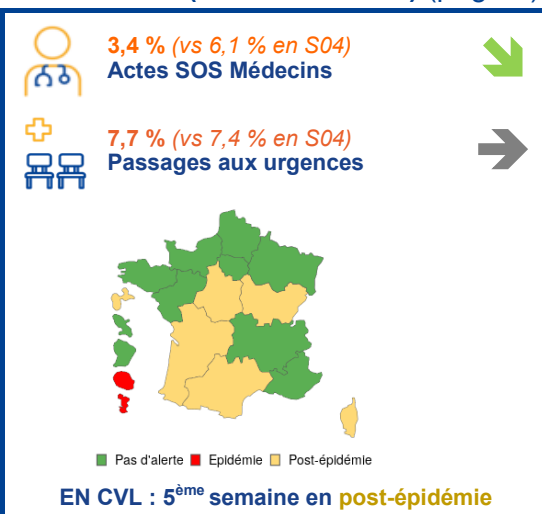 3,4 % (vs 6,1 % en S04)
Actes SOS Médecins
7,7 % (vs 7,4 % en S04)
Passages aux urgences
Pas d'alerte Epidémie Post-épidémie
EN CVL : 5ème semaine en post-épidémie